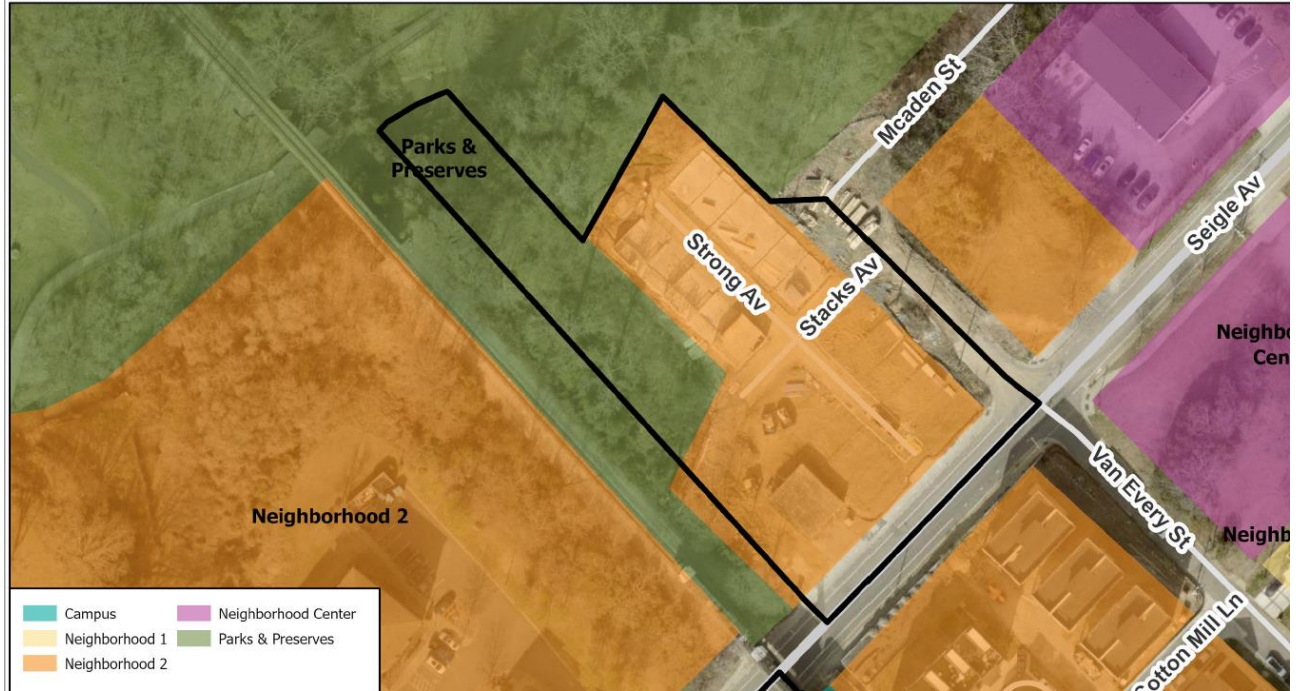 Mcaden St
Parks &
Preserves
Seigle Av
Strong Av
Stacks Av
Neighbo
Cen
Van Every St
Neighborhood 2
Neighb
Cotton Mill Ln
Campus
Neighborhood Center
Neighborhood 1
Parks & Preserves
Neighborhood 2